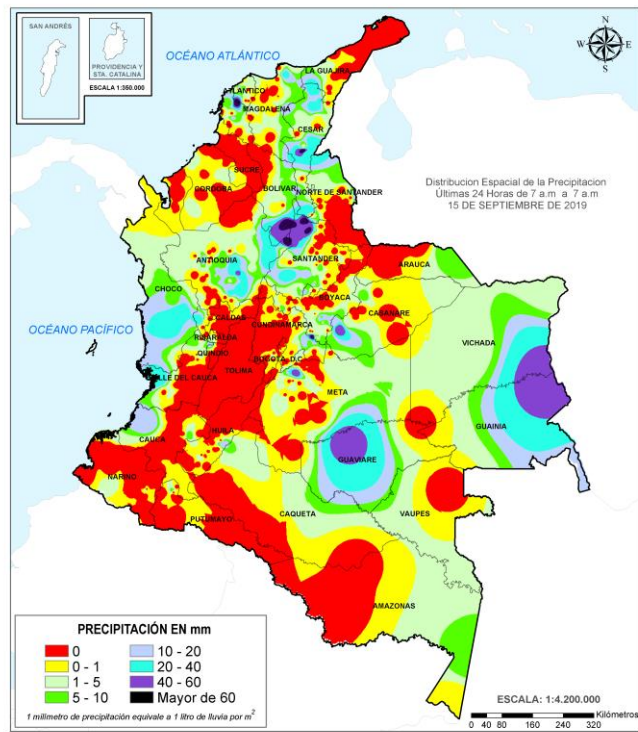 SAN ANDRÉS
PROVIDENCIA Y
STA. CATALINA
ESCALA 1:350.000
OCÉANO ATLÁNTICO
N
W E
S
LA GUAJIRA
ATLANTICO
MAGDALENA
CESAR
Distribucion Espacial de la Precipitacion
Últimas 24 Horas de 7 a.m a 7 a.m
15 DE SEPTIEMBRE DE 2019
SUCRE
CORDOBA
BOLIVAR
NORTE DE SANTANDER
ANTIOQUIA
SANTANDER
ARAUCA
CHOCO
BOYACA
CASANARE
OCÉANO PACÍFICO
CALDAS
CUNDINAMARCA
RISARALDA
VICHADA
QUINDIO
BOGOTA, D.C.
TOLIMA
VALLE DEL CAUCA
META
GUAINIA
CAUCA
HUILA
GUAVIARE
NARIÑO
PUTUMAYO
CAQUETA
VAUPES
AMAZONAS
PRECIPITACIÓN EN mm
0
0 - 1
1 - 5
5 - 10
10 - 20
20 - 40
40 - 60
Mayor de 60
1 milimetro de precipitación equivale a 1 litro de lluvia por m2
ESCALA: 1:4.200.000
Kilómetros
0 40 80 160 240 320